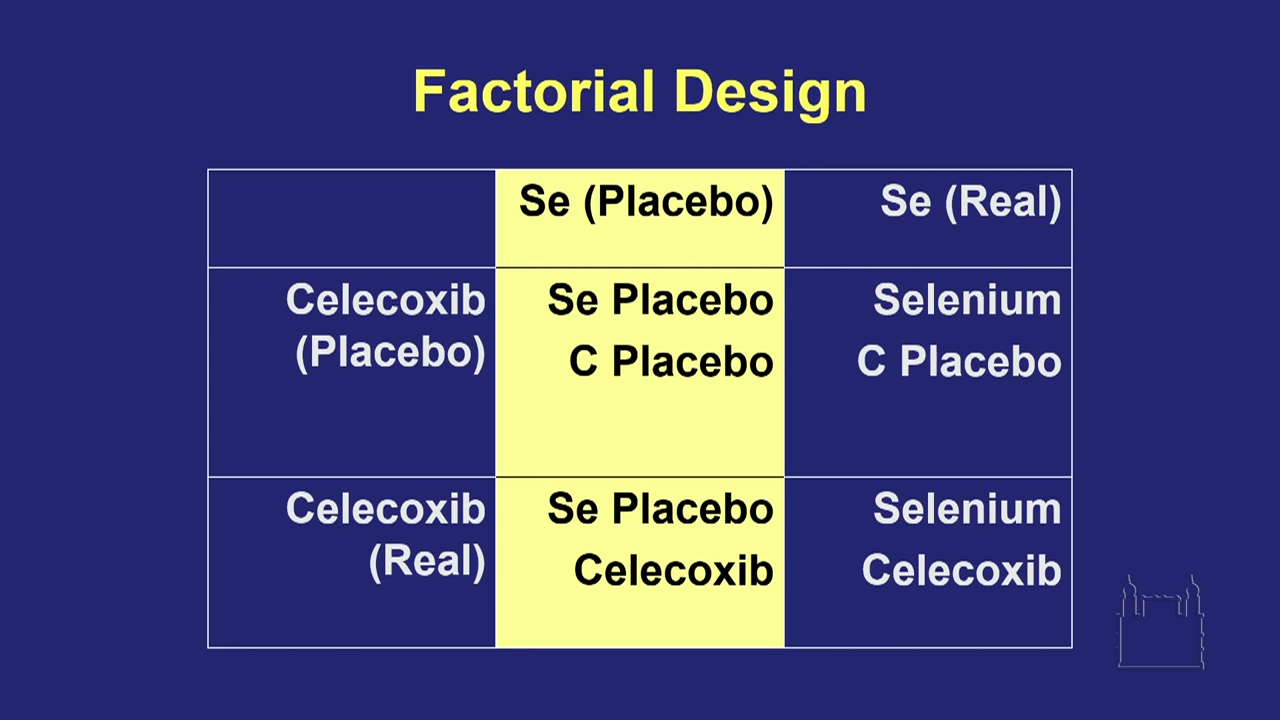 Factorial Design
Se (Placebo)
Se (Real)
Celecoxib
(Placebo)
Se Placebo
C Placebo
Selenium
C Placebo
Celecoxib
(Real)
Se Placebo
Celecoxib
Selenium
Celecoxib